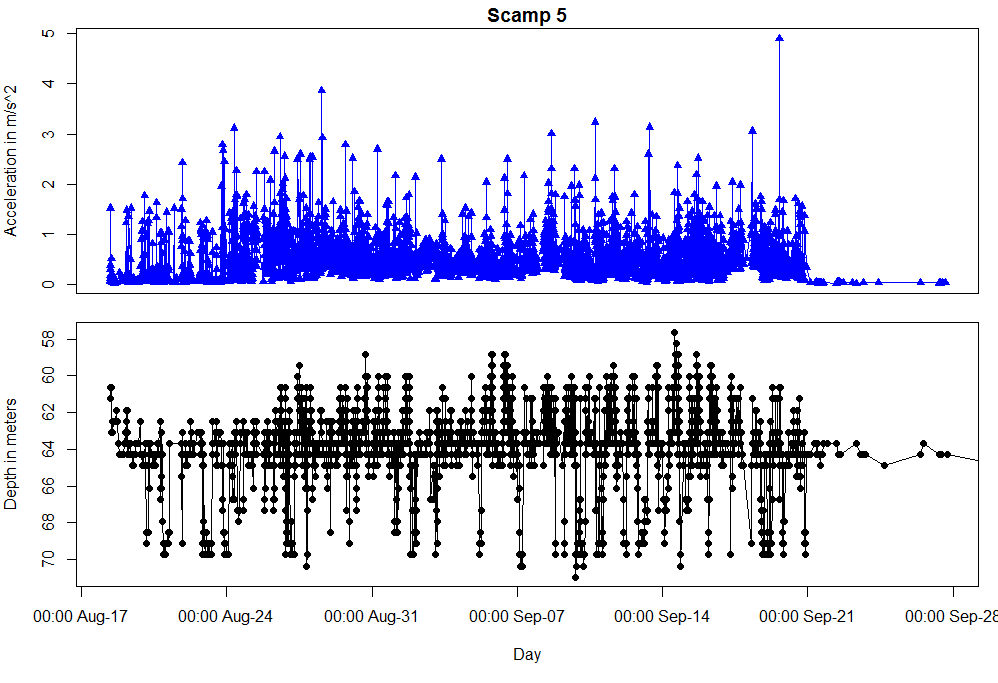 Scamp 5
Acceleration in m/s^2
5
4
3
2
1
0
Depth in meters
58
60
62
64
66
68
70
00:00 Aug-17 00:00 Aug-24 00:00 Aug-31 00:00 Sep-07 00:00 Sep-14 00:00 Sep-21 00:00 Sep-28
Day